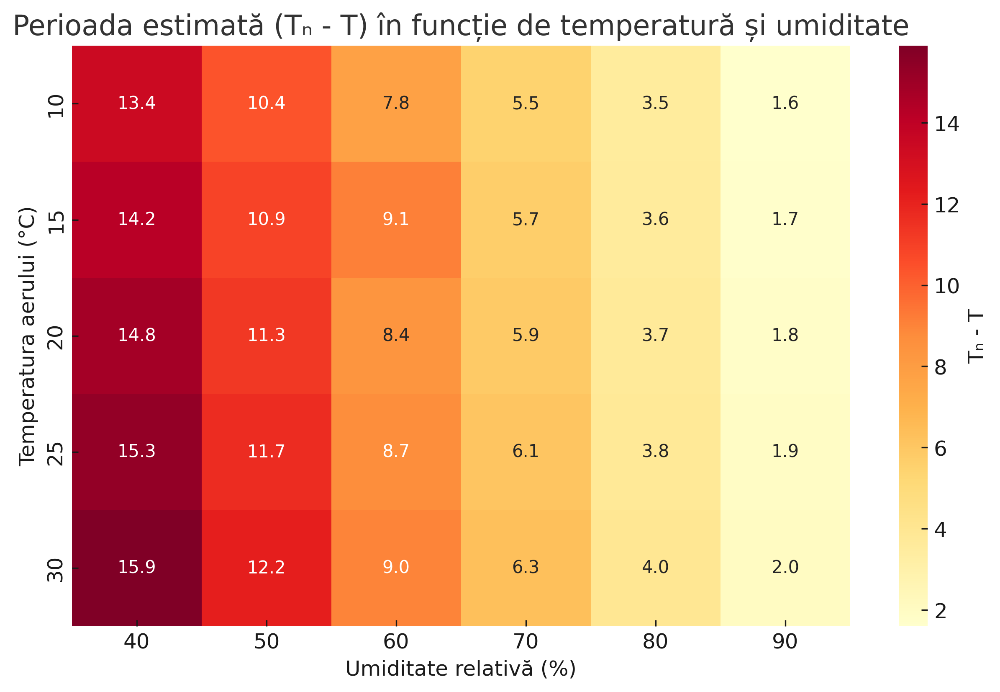 Perioada estimată (Tₙ - T) în funcție de temperatură și umiditate
10 13.4 10.4 7.8 5.5 3.5 1.6
15 14.2 10.9 9.1 5.7 3.6 1.7
20 14.8 11.3 8.4 5.9 3.7 1.8
25 15.3 11.7 8.7 6.1 3.8 1.9
30 15.9 12.2 9.0 6.3 4.0 2.0
Temperatura aerului (°C)
40 50 60 70 80 90
Umiditate relativă (%)
14
12
10
8
6
4
2
Tₙ - T